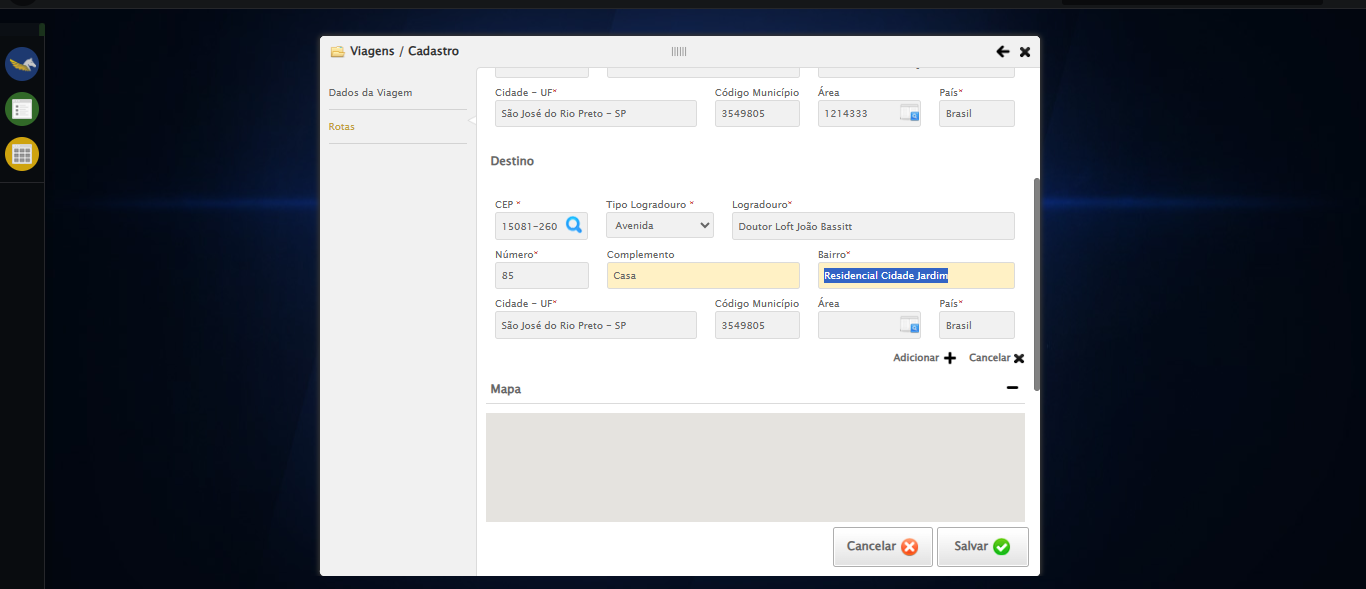 Viagens / Cadastro
Dados da Viagem
Rotas
Cidade - UF* Código Município Área País*
São José do Rio Preto - SP 3549805 1214333 Brasil
Destino
CEP * Tipo Logradouro * Logradouro*
15081-260 Avenida Doutor Loft João Bassitt
Número* Complemento Bairro*
85 Casa Residencial Cidade Jardim
Cidade - UF* Código Município Área País*
São José do Rio Preto - SP 3549805 Brasil
Adicionar Cancelar
Mapa
Cancelar Salvar